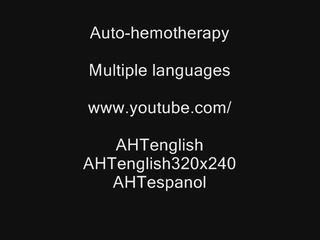 Auto-hemotherapy
Multiple languages
www.youtube.com/
AHTenglish
AHTenglish320x240
AHTespanol